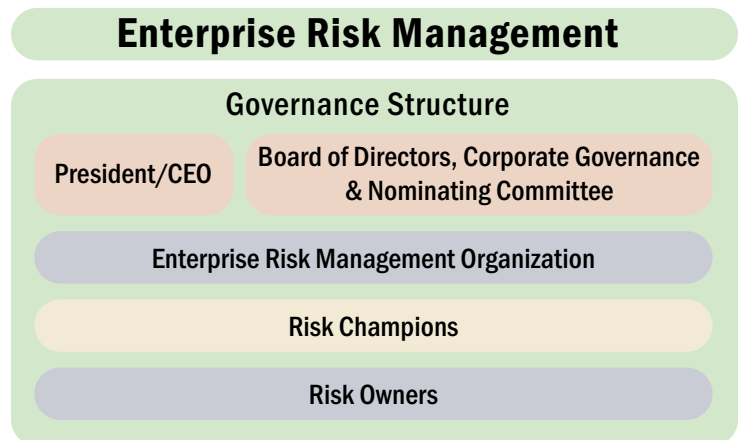 Enterprise Risk Management
Governance Structure
President/CEO
Board of Directors, Corporate Governance
& Nominating Committee
Enterprise Risk Management Organization
Risk Champions
Risk Owners